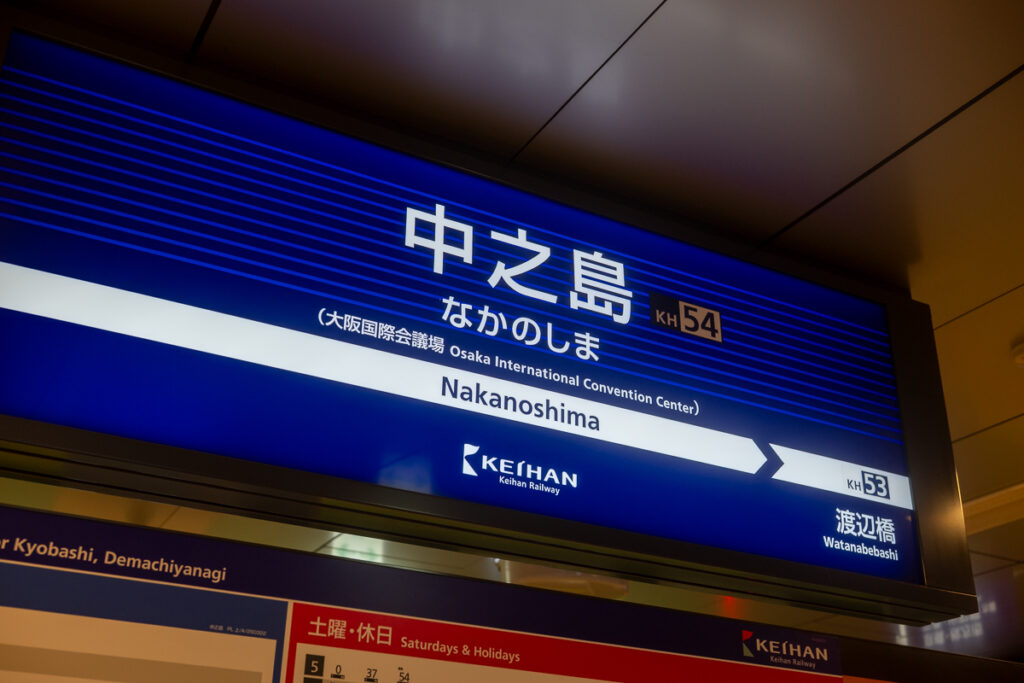 中之島 KH 54
なかのしま
(大阪国際会議場 Osaka International Convention Center)
Nakanoshima
KEIHAN
Keihan Railway
KH 53
渡辺橋
Watanabebashi
r Kyobashi, Demachiyanagi
土曜・休日 Saturdays & Holidays
5 0 37 54
KEIHAN
Keihan Railway